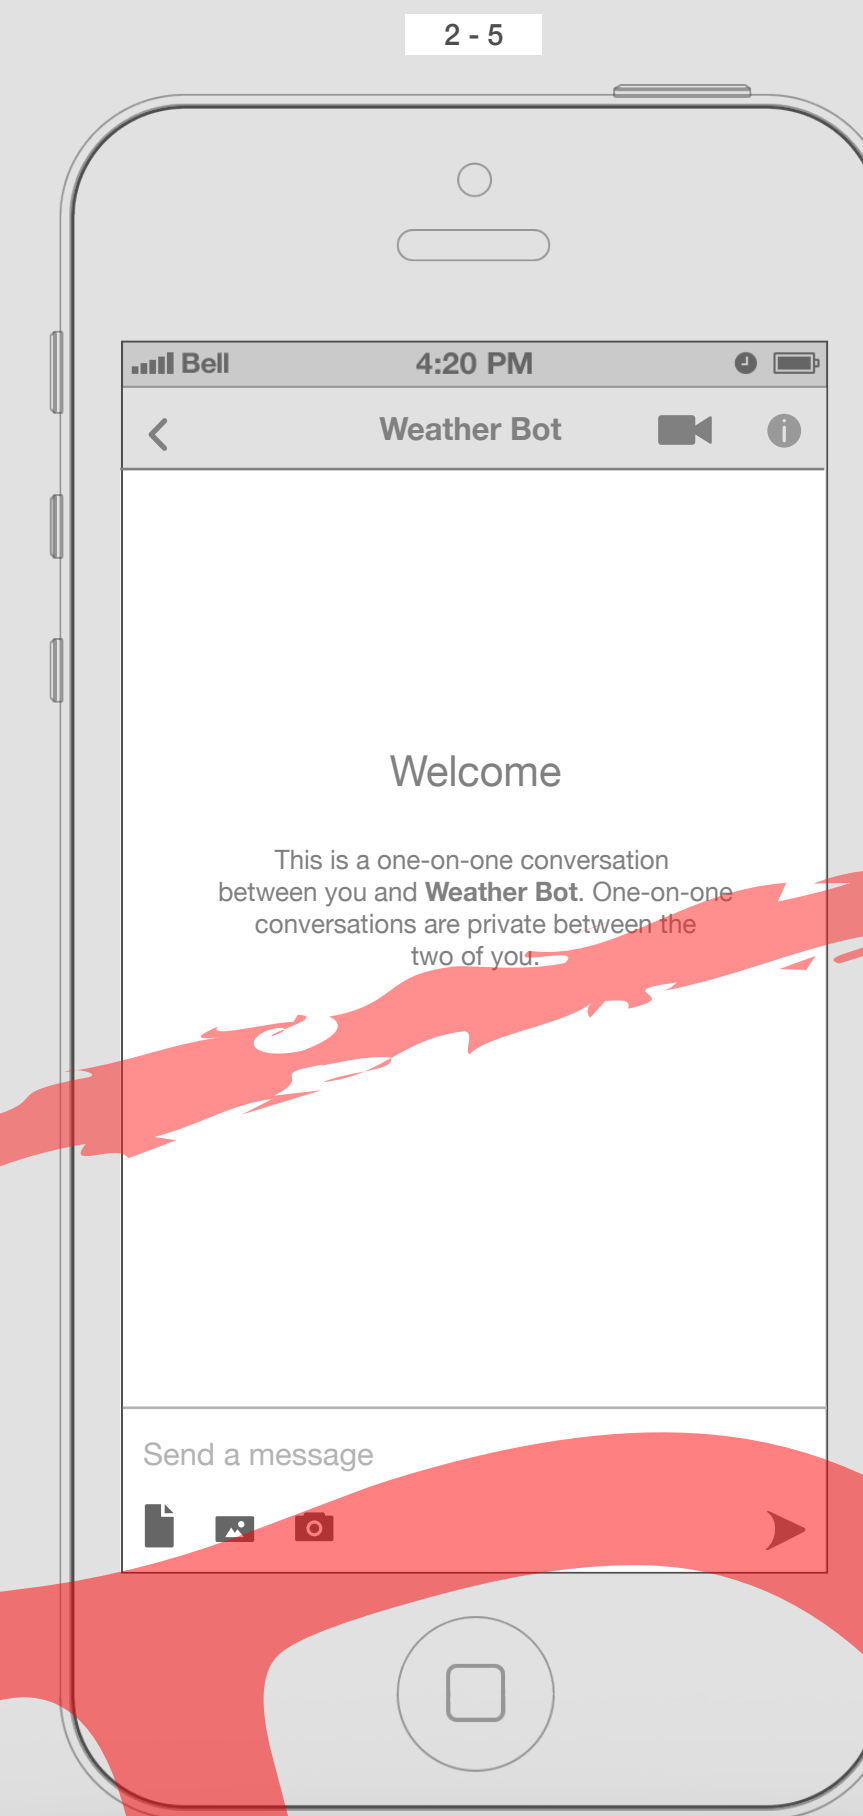 2 - 5
Bell
4:20 PM
Weather Bot
Welcome
This is a one-on-one conversation
between you and Weather Bot. One-on-one
conversations are private between the
two of you.
Send a message